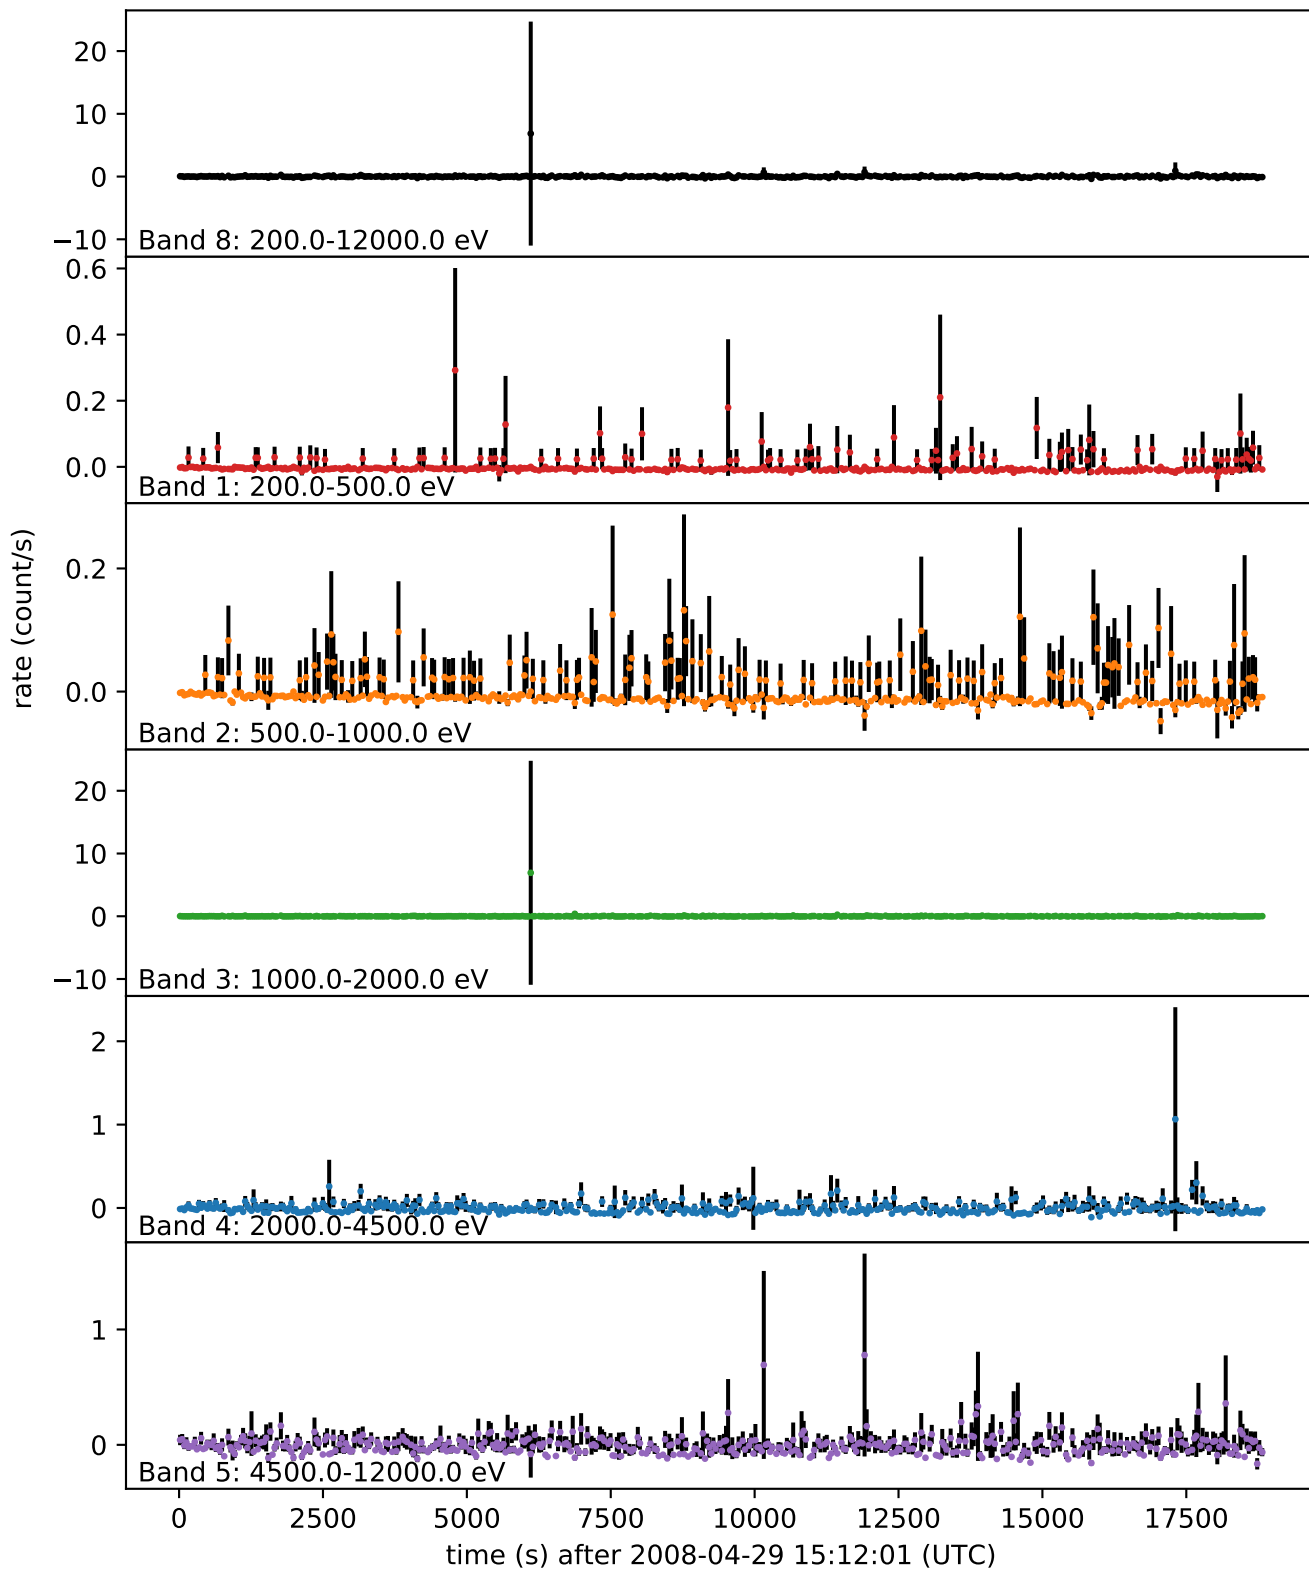 20
10
0
−10
Band 8: 200.0-12000.0 eV
0.6
0.4
0.2
0.0
Band 1: 200.0-500.0 eV
rate (count/s)
0.2
0.0
Band 2: 500.0-1000.0 eV
20
10
0
−10
Band 3: 1000.0-2000.0 eV
2
1
0
Band 4: 2000.0-4500.0 eV
1
0
Band 5: 4500.0-12000.0 eV
0 2500 5000 7500 10000 12500 15000 17500
time (s) after 2008-04-29 15:12:01 (UTC)